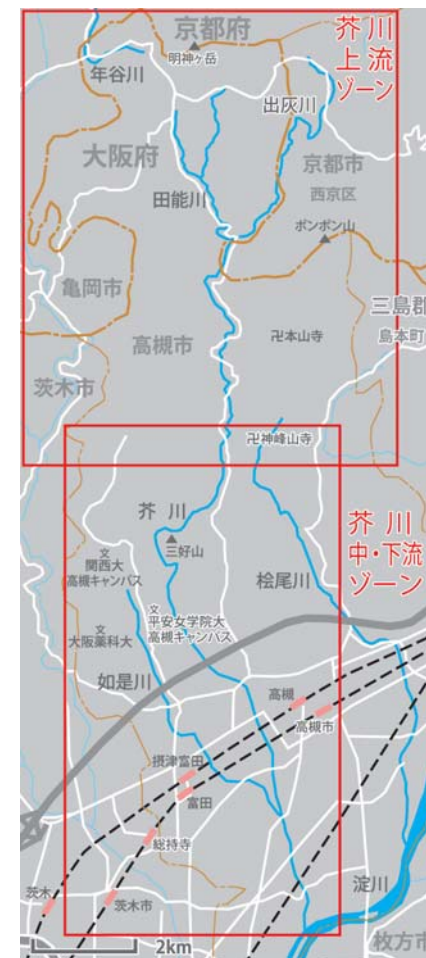 京都府
芥川
上流
ゾーン
明神ヶ岳
年谷川
出灰川
大阪府
京都市
西京区
田能川
ポンポン山
亀岡市
三島郡
島本町
高槻市
卍本山寺
茨木市
卍神峰山寺
芥川
芥川
中・下流
ゾーン
三好山
文
関西大
高槻キャンパス
桧尾川
文
平安女学院大
高槻キャンパス
文
大阪薬科大
如是川
高槻
高槻市
摂津富田
富田
総持寺
茨木
茨木市
淀川
枚方市
2km